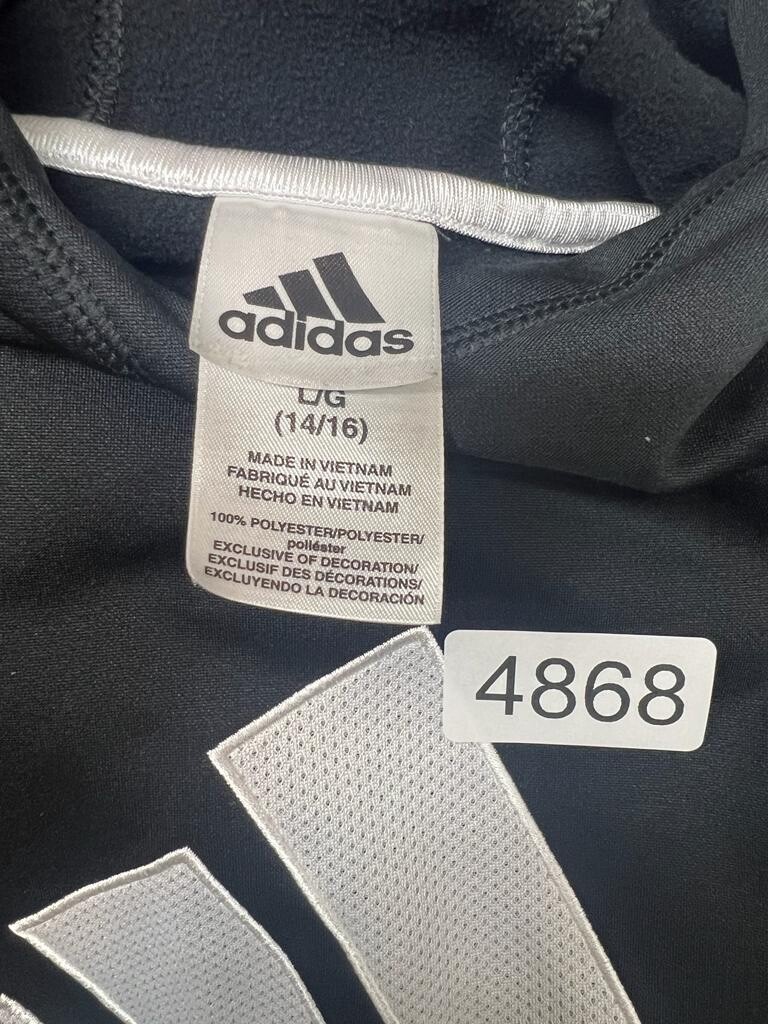 adidas
L/G
(14/16)
MADE IN VIETNAM
FABRIQUÉ AU VIETNAM
HECHO EN VIETNAM
100% POLYESTER/POLYESTER/
poliéster
EXCLUSIVE OF DECORATION/
EXCLUSIF DES DÉCORATIONS/
EXCLUYENDO LA DECORACIÓN
4868